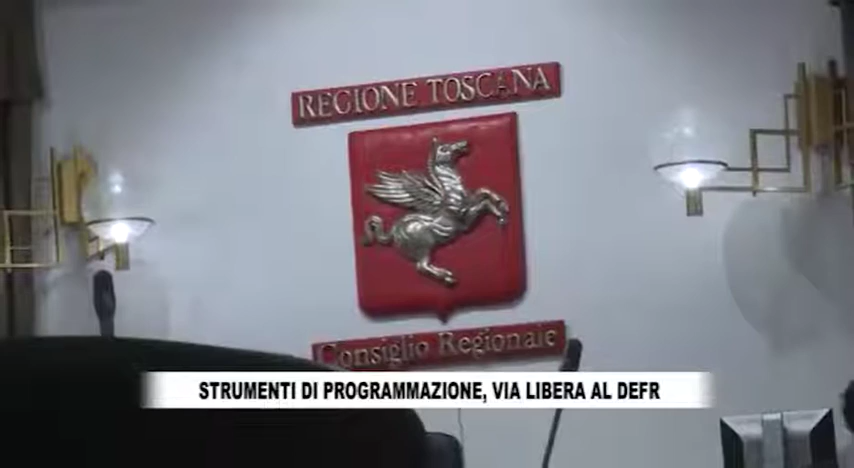 REGIONE TOSCANA
Consiglio Regionale
STRUMENTI DI PROGRAMMAZIONE, VIA LIBERA AL DEFR